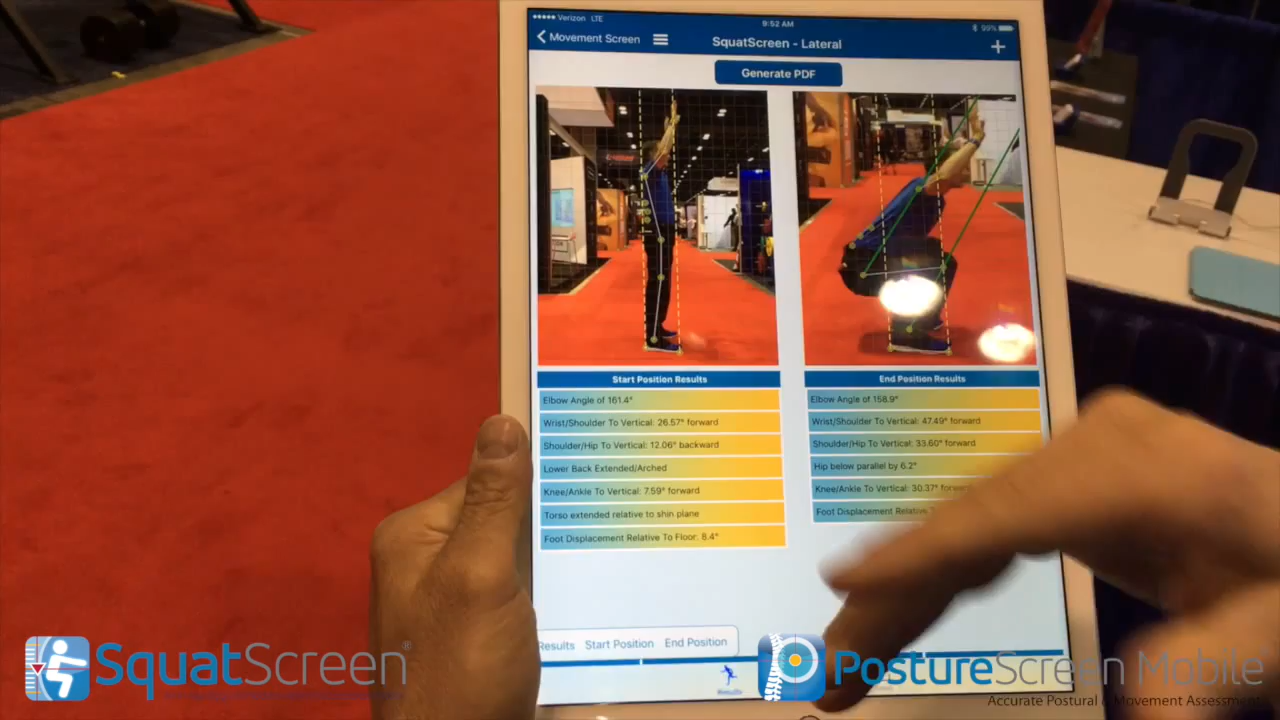 Verizon LTE
9:52 AM
99%
Movement Screen
SquatScreen - Lateral
+
Generate PDF
Start Position Results
Elbow Angle of 161.4°
Wrist/Shoulder To Vertical: 26.57° forward
Shoulder/Hip To Vertical: 12.06° backward
Lower Back Extended/Arched
Knee/Ankle To Vertical: 7.59° forward
Torso extended relative to shin plane
Foot Displacement Relative To Floor: 8.4°
End Position Results
Elbow Angle of 158.9°
Wrist/Shoulder To Vertical: 47.49° forward
Shoulder/Hip To Vertical: 33.60° forward
Hip below parallel by 6.2°
Knee/Ankle To Vertical: 30.37° forward
Foot Displacement Relative
Results Start Position End Position
Results
SquatScreen®
PostureScreen Mobile®
Accurate Postural & Movement Assessments